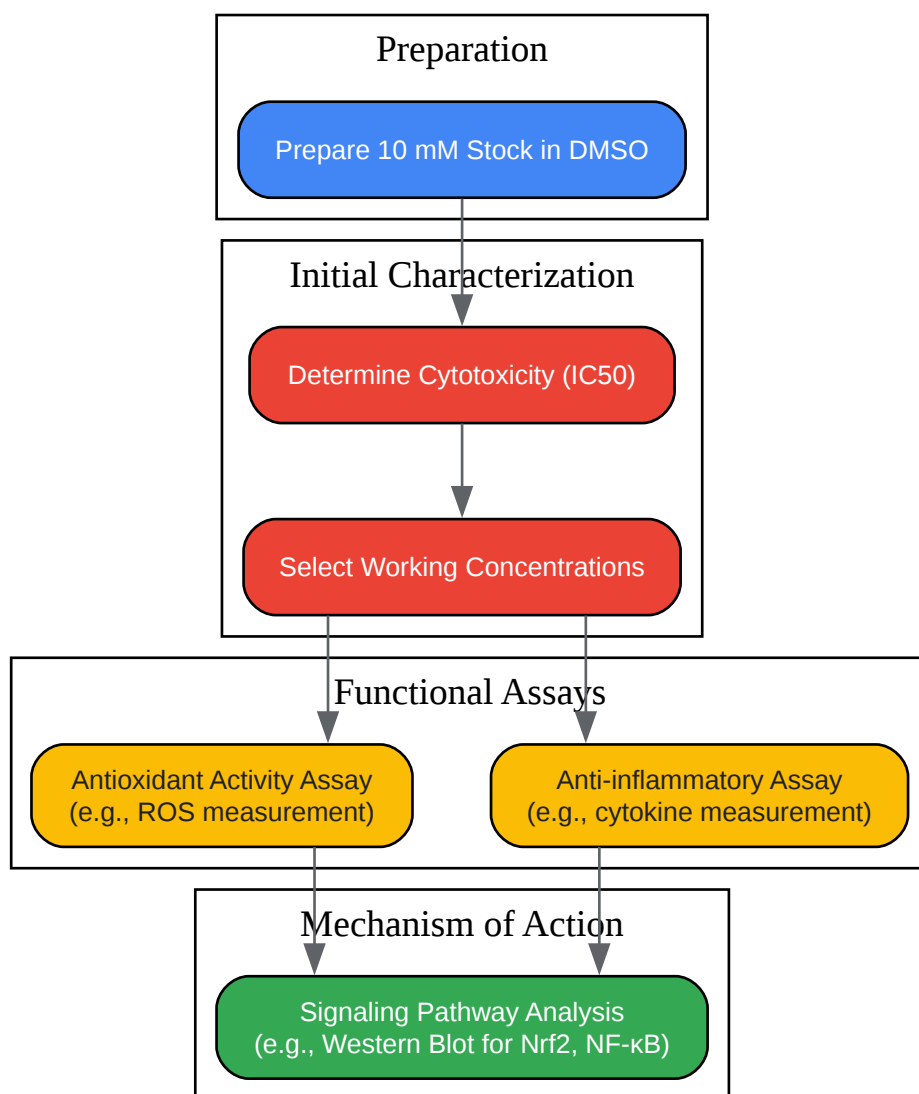 Preparation
Prepare 10 mM Stock in DMSO
Initial Characterization
Determine Cytotoxicity (IC50)
Select Working Concentrations
Functional Assays
Antioxidant Activity Assay
(e.g., ROS measurement)
Anti-inflammatory Assay
(e.g., cytokine measurement)
Mechanism of Action
Signaling Pathway Analysis
(e.g., Western Blot for Nrf2, NF-κB)